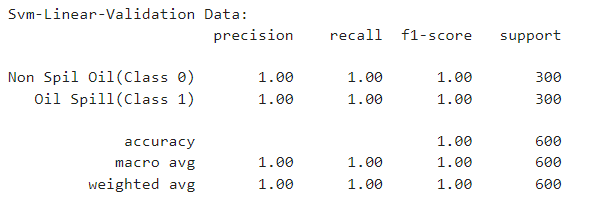 Svm-Linear-Validation Data:
precision recall f1-score support
Non Spil Oil(Class 0) 1.00 1.00 1.00 300
Oil Spill(Class 1) 1.00 1.00 1.00 300
accuracy 1.00 600
macro avg 1.00 1.00 1.00 600
weighted avg 1.00 1.00 1.00 600